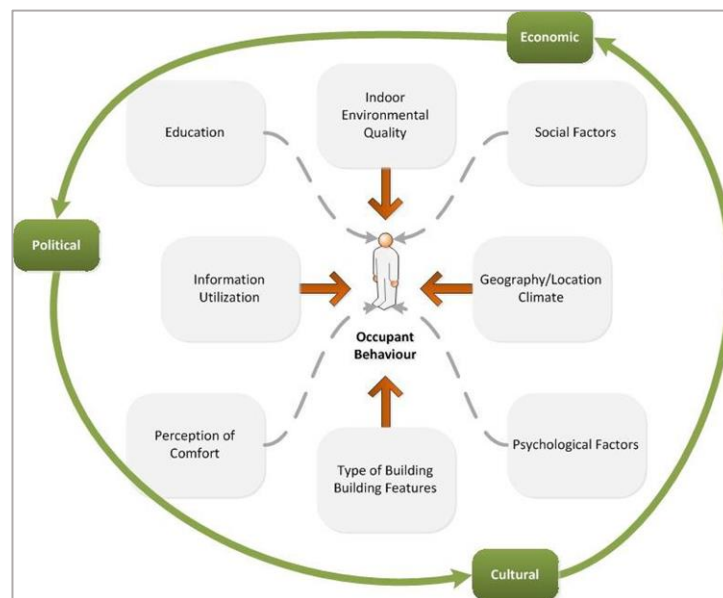 Economic
Indoor
Environmental
Quality
Education
Social Factors
Political
Information
Utilization
Geography/Location
Climate
Occupant
Behaviour
Perception of
Comfort
Type of Building
Building Features
Psychological Factors
Cultural